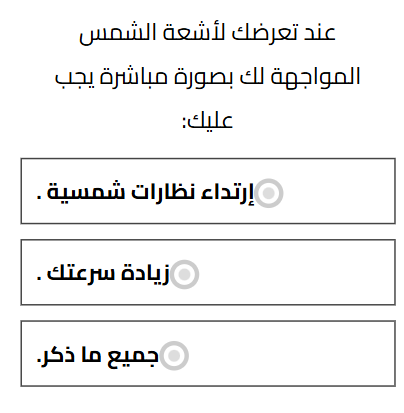 عند تعرضك لأشعة الشمس
المواجهة لك بصورة مباشرة يجب
عليك:
إرتداء نظارات شمسية .
زيادة سرعتك .
جميع ما ذكر.